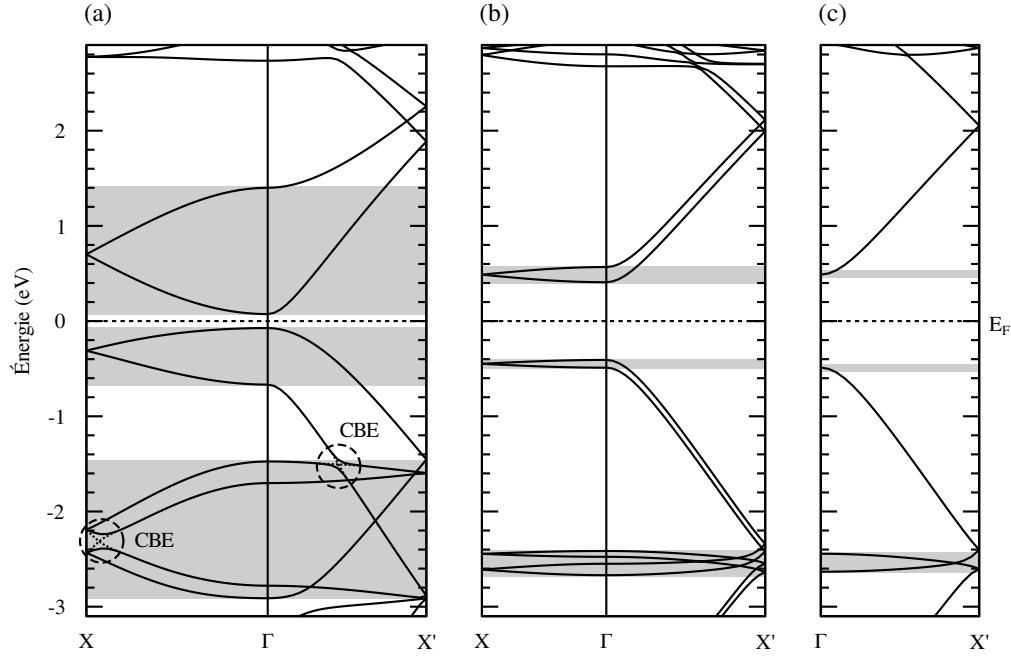 (a) (b) (c)
Énergie (eV)
2
1
0
-1
-2
-3
CBE
CBE
E_F
X Γ X' X Γ X' Γ X'